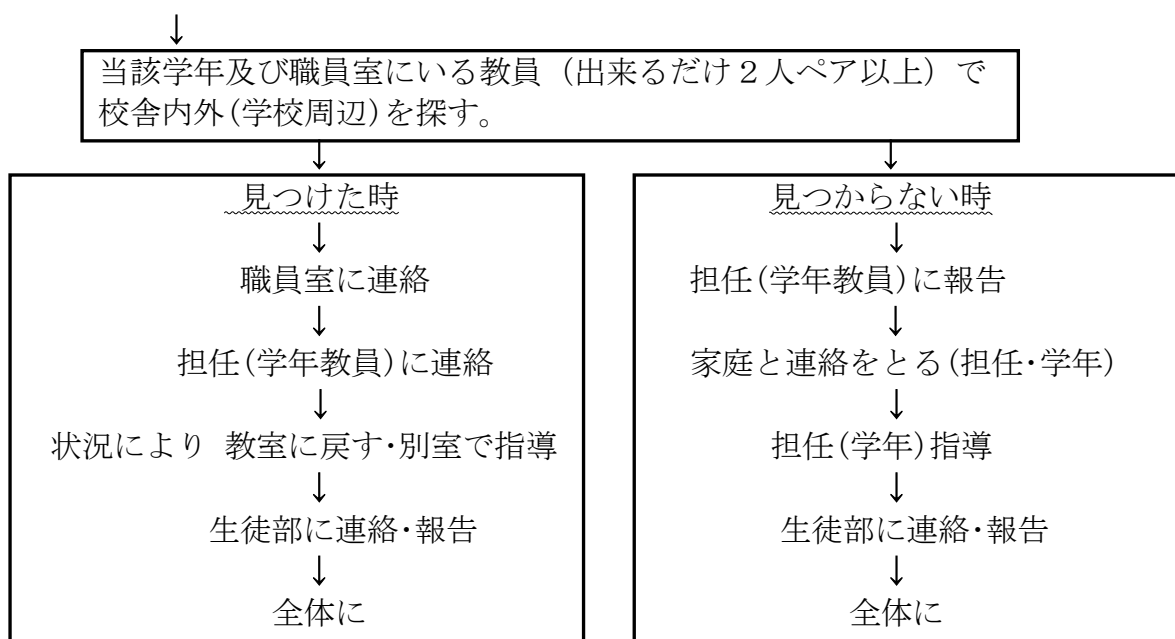 ↓
当該学年及び職員室にいる教員（出来るだけ２人ペア以上）で
校舎内外(学校周辺)を探す。
↓
↓
見つけた時
↓
職員室に連絡
↓
担任(学年教員)に連絡
↓
状況により 教室に戻す・別室で指導
↓
生徒部に連絡・報告
↓
全体に
見つからない時
↓
担任(学年教員)に報告
↓
家庭と連絡をとる(担任・学年)
↓
担任(学年)指導
↓
生徒部に連絡・報告
↓
全体に